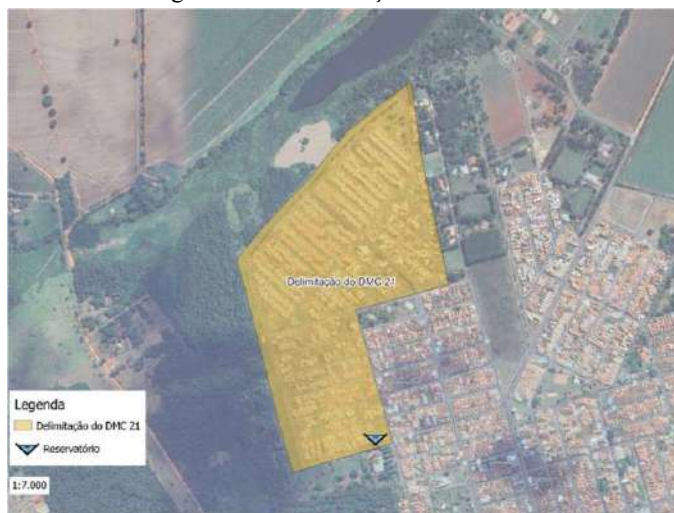 Delimitação do DMC 21
Legenda
Delimitação do DMC 21
Reservatório
1:7.000